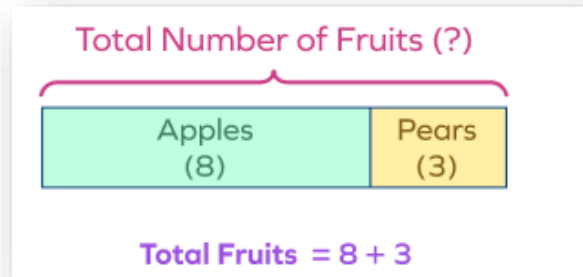 Total Number of Fruits (?)
Apples Pears
(8) (3)
Total Fruits = 8 + 3